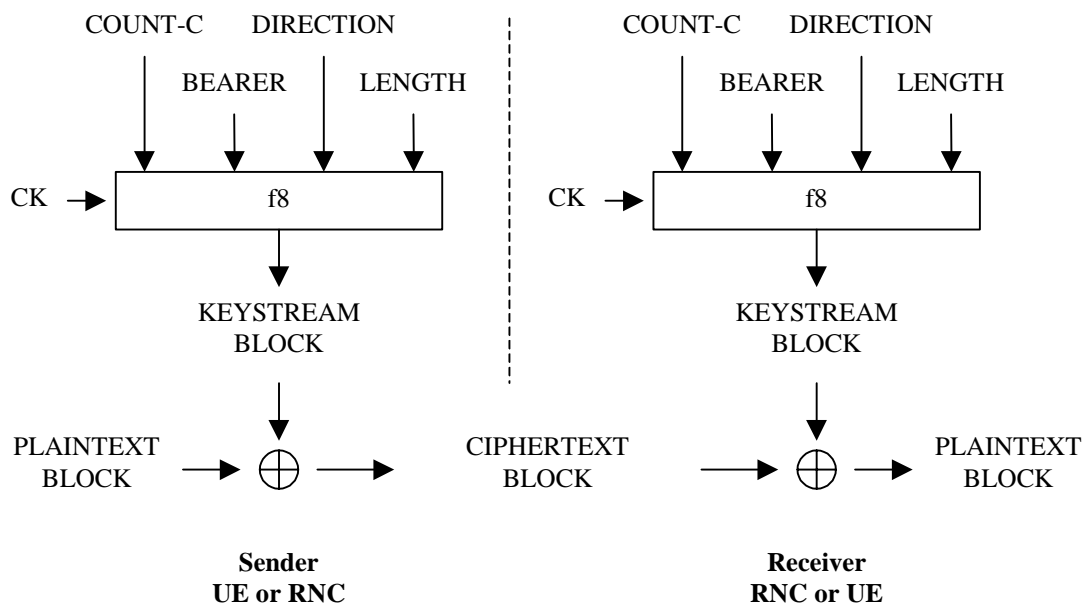 COUNT-C DIRECTION COUNT-C DIRECTION
BEARER LENGTH BEARER LENGTH
CK f8 CK f8
KEYSTREAM BLOCK KEYSTREAM BLOCK
PLAINTEXT BLOCK CIPHERTEXT BLOCK PLAINTEXT BLOCK
Sender
UE or RNC
Receiver
RNC or UE